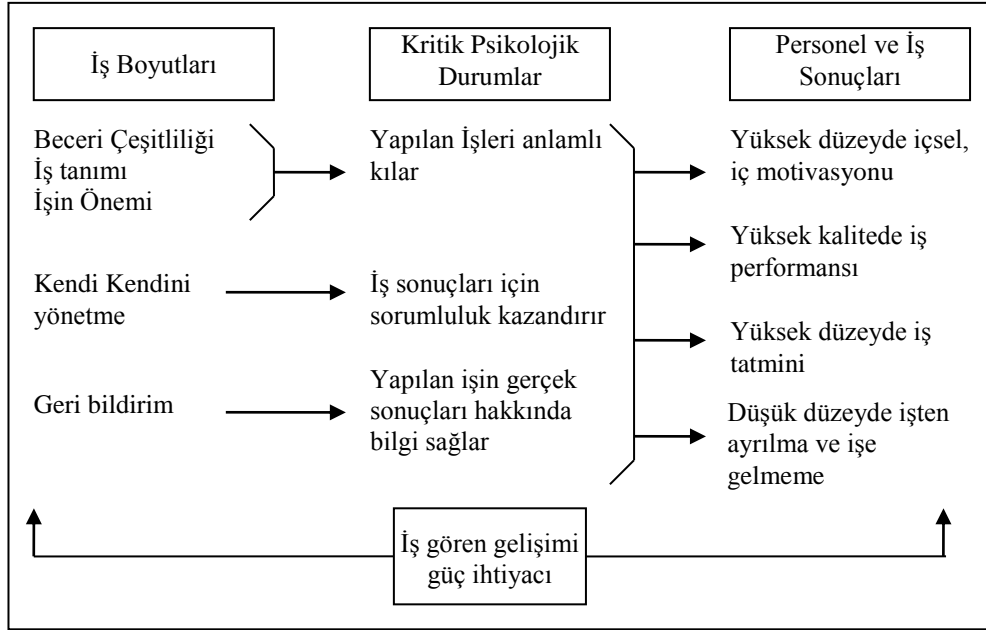 İş Boyutları
Kritik Psikolojik
Durumlar
Personel ve İş
Sonuçları
Beceri Çeşitliliği
İş tanımı
İşin Önemi
Yapılan İşleri anlamlı
kılar
Yüksek düzeyde içsel,
iç motivasyonu
Yüksek kalitede iş
performansı
Kendi Kendini
yönetme
İş sonuçları için
sorumluluk kazandırır
Yüksek düzeyde iş
tatmini
Geri bildirim
Yapılan işin gerçek
sonuçları hakkında
bilgi sağlar
Düşük düzeyde işten
ayrılma ve işe
gelmeme
İş gören gelişimi
güç ihtiyacı